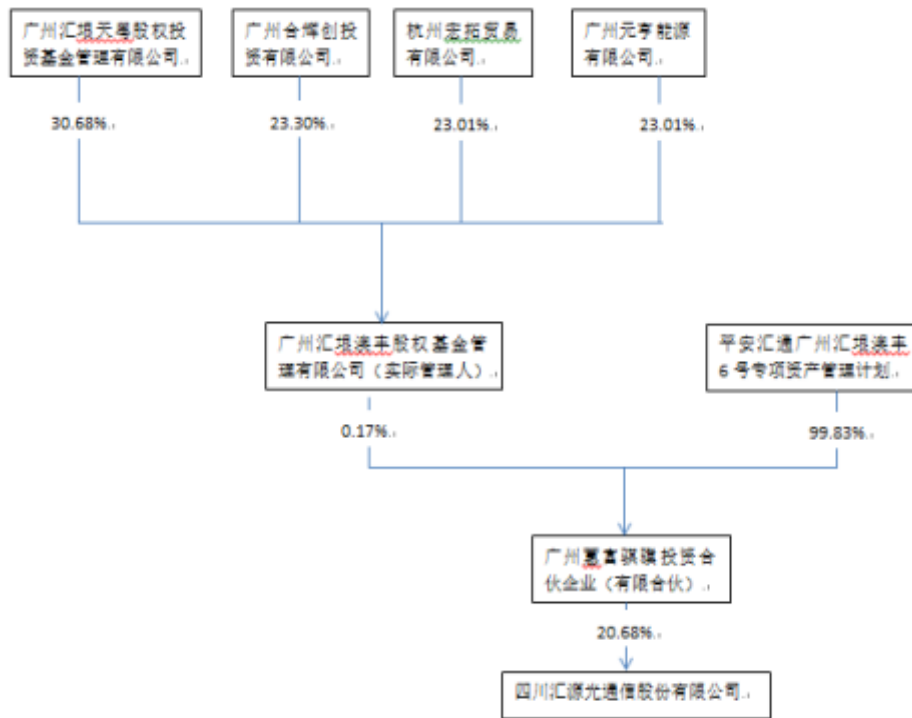 广州汇垠天粤股权投
资基金管理有限公司.
广州合辉创投
资有限公司.
杭州宏拓贸易
有限公司.
广州元亨能源
有限公司.
30.68%.
23.30%
23.01%.
23.01%.
广州汇垠澳丰股权基金管
理有限公司（实际管理人）.
平安汇通广州汇垠澳丰
6 号专项资产管理计划.
0.17%.
99.83%.
广州蕙富骐骥投资合
伙企业（有限合伙）.
20.68%.
四川汇源光通信股份有限公司.